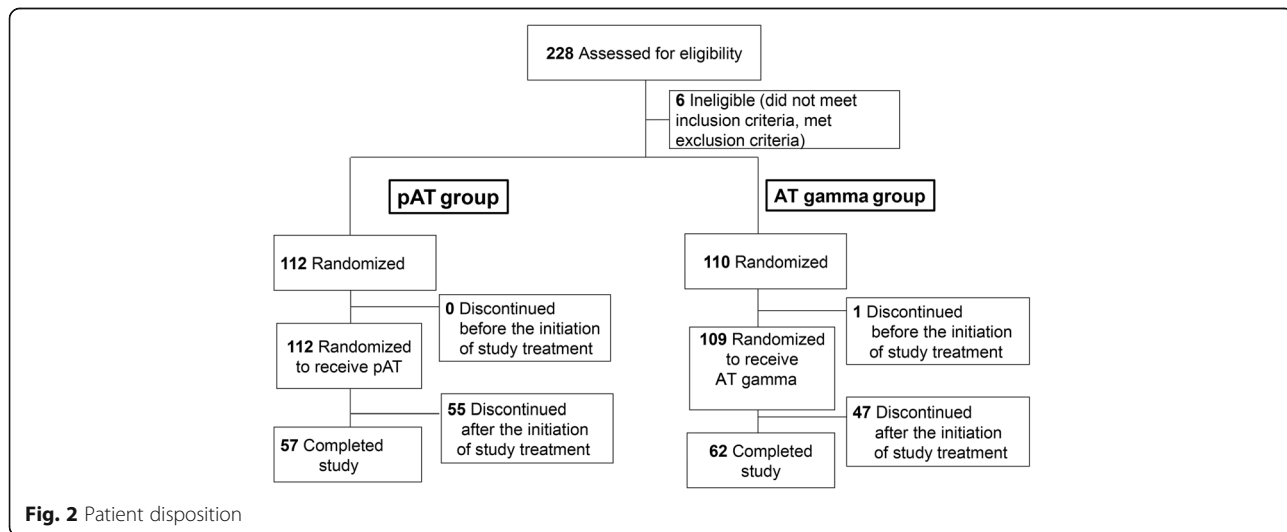 228 Assessed for eligibility
6 Ineligible (did not meet
inclusion criteria, met
exclusion criteria)
pAT group
AT gamma group
112 Randomized
110 Randomized
0 Discontinued
before the initiation
of study treatment
1 Discontinued
before the initiation
of study treatment
112 Randomized
to receive pAT
109 Randomized
to receive
AT gamma
55 Discontinued
after the initiation
of study treatment
47 Discontinued
after the initiation
of study treatment
57 Completed
study
62 Completed
study
Fig. 2 Patient disposition